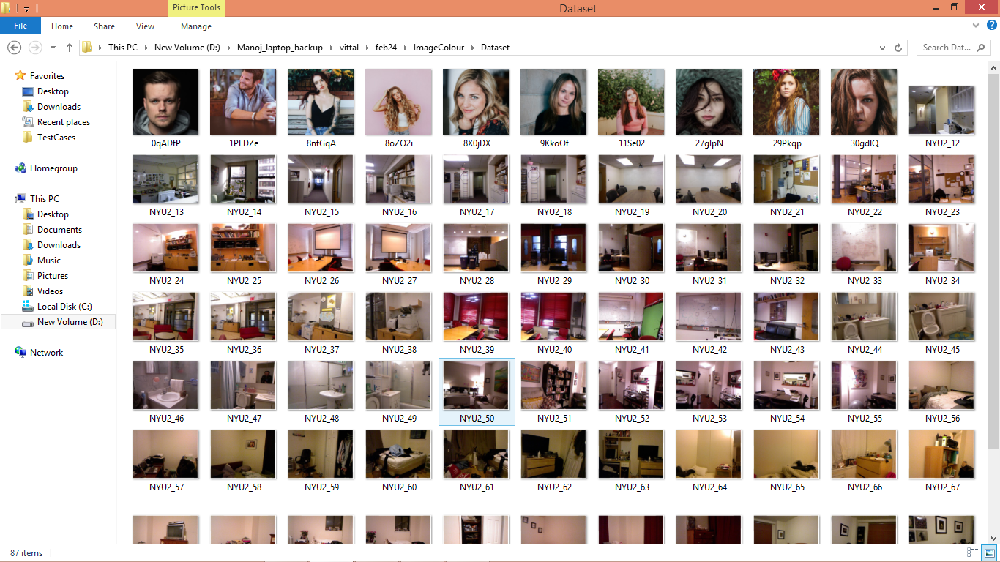 Picture Tools
Dataset
File Home Share View Manage
This PC New Volume (D:) Manoj_laptop_backup vittal feb24 ImageColour Dataset
Search Dat...
Favorites
Desktop
Downloads
Recent places
TestCases
Homegroup
This PC
Desktop
Documents
Downloads
Music
Pictures
Videos
Local Disk (C:)
New Volume (D:)
Network
0qADtP 1PFDZe 8ntGqA 8oZO2i 8X0jDX 9KkoOf 11Se02 27glpN 29Pkqp 30gdIQ NYU2_12
NYU2_13 NYU2_14 NYU2_15 NYU2_16 NYU2_17 NYU2_18 NYU2_19 NYU2_20 NYU2_21 NYU2_22 NYU2_23
NYU2_24 NYU2_25 NYU2_26 NYU2_27 NYU2_28 NYU2_29 NYU2_30 NYU2_31 NYU2_32 NYU2_33 NYU2_34
NYU2_35 NYU2_36 NYU2_37 NYU2_38 NYU2_39 NYU2_40 NYU2_41 NYU2_42 NYU2_43 NYU2_44 NYU2_45
NYU2_46 NYU2_47 NYU2_48 NYU2_49 NYU2_50 NYU2_51 NYU2_52 NYU2_53 NYU2_54 NYU2_55 NYU2_56
NYU2_57 NYU2_58 NYU2_59 NYU2_60 NYU2_61 NYU2_62 NYU2_63 NYU2_64 NYU2_65 NYU2_66 NYU2_67
87 items